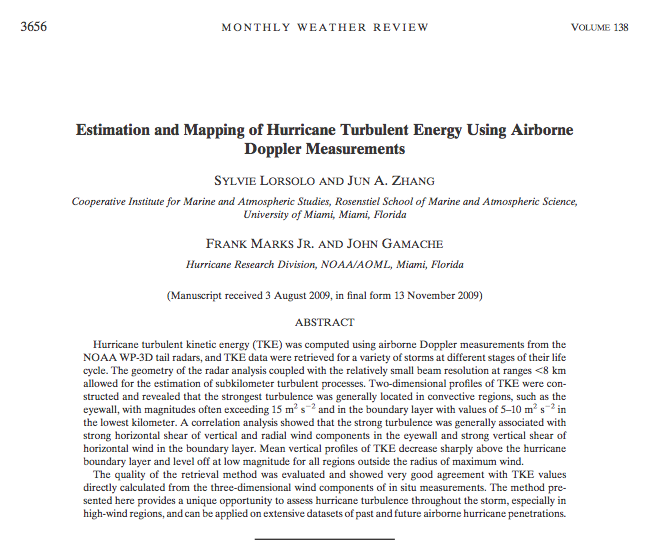 3656
MONTHLY WEATHER REVIEW
VOLUME 138
Estimation and Mapping of Hurricane Turbulent Energy Using Airborne
Doppler Measurements
SYLVIE LORSOLO AND JUN A. ZHANG
Cooperative Institute for Marine and Atmospheric Studies, Rosenstiel School of Marine and Atmospheric Science,
University of Miami, Miami, Florida
FRANK MARKS JR. AND JOHN GAMACHE
Hurricane Research Division, NOAA/AOML, Miami, Florida
(Manuscript received 3 August 2009, in final form 13 November 2009)
ABSTRACT
Hurricane turbulent kinetic energy (TKE) was computed using airborne Doppler measurements from the
NOAA WP-3D tail radars, and TKE data were retrieved for a variety of storms at different stages of their life
cycle. The geometry of the radar analysis coupled with the relatively small beam resolution at ranges <8 km
allowed for the estimation of subkilometer turbulent processes. Two-dimensional profiles of TKE were con-
structed and revealed that the strongest turbulence was generally located in convective regions, such as the
eyewall, with magnitudes often exceeding 15 m² s⁻² and in the boundary layer with values of 5–10 m² s⁻² in
the lowest kilometer. A correlation analysis showed that the strong turbulence was generally associated with
strong horizontal shear of vertical and radial wind components in the eyewall and strong vertical shear of
horizontal wind in the boundary layer. Mean vertical profiles of TKE decrease sharply above the hurricane
boundary layer and level off at low magnitude for all regions outside the radius of maximum wind.
The quality of the retrieval method was evaluated and showed very good agreement with TKE values
directly calculated from the three-dimensional wind components of in situ measurements. The method pre-
sented here provides a unique opportunity to assess hurricane turbulence throughout the storm, especially in
high-wind regions, and can be applied on extensive datasets of past and future airborne hurricane penetrations.